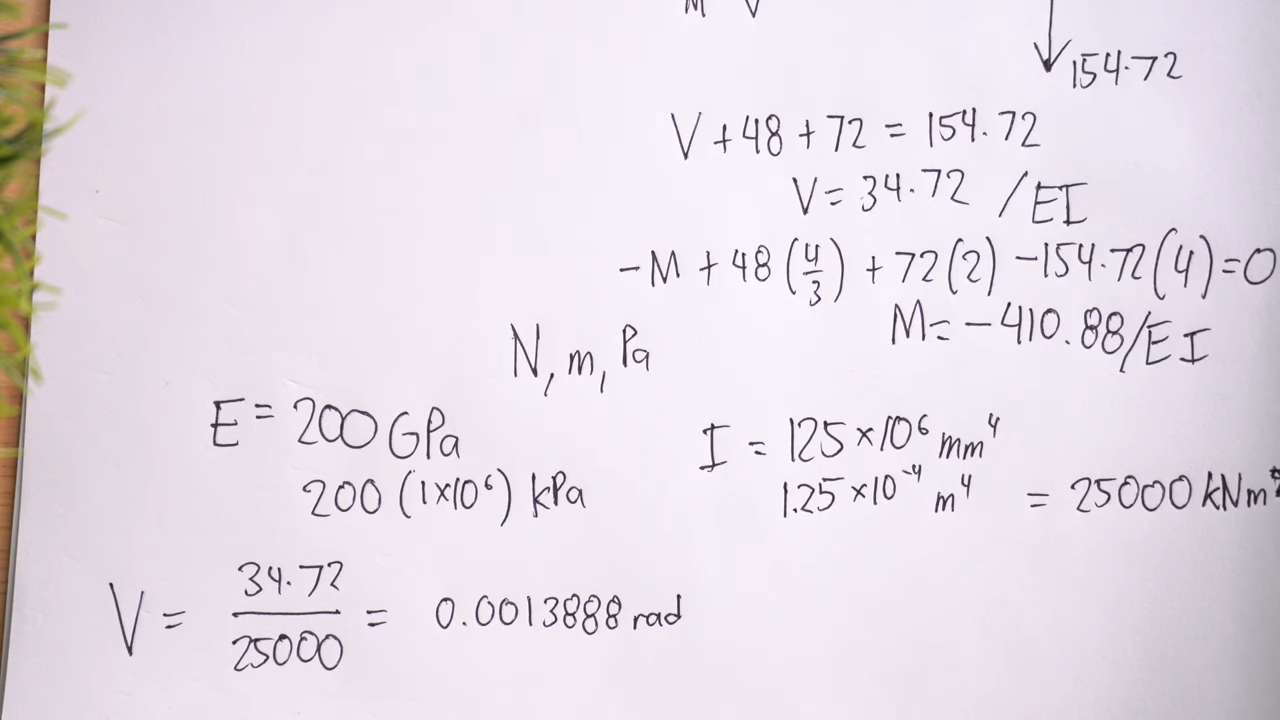 M V
154.72
V + 48 + 72 = 154.72
V = 34.72 /EI
-M + 48(4/3) + 72(2) - 154.72(4) = 0
M = -410.88/EI
N, m, Pa
E = 200 GPa
200 (1×10⁶) kPa
I = 125 ×10⁶ mm⁴
1.25 ×10⁻⁴ m⁴ = 25000 kNm
V = 34.72/25000 = 0.0013888 rad